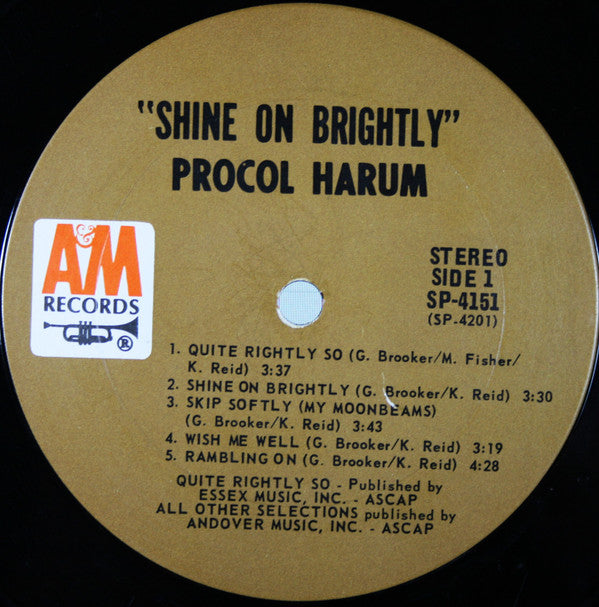 "SHINE ON BRIGHTLY"
PROCOL HARUM
A&M
RECORDS
®
STEREO
SIDE 1
SP-4151
(SP-4201)
1. QUITE RIGHTLY SO (G. Brooker/M. Fisher/
K. Reid) 3:37
2. SHINE ON BRIGHTLY (G. Brooker/K. Reid) 3:30
3. SKIP SOFTLY (MY MOONBEAMS)
(G. Brooker/K. Reid) 3:43
4. WISH ME WELL (G. Brooker/K. Reid) 3:19
5. RAMBLING ON (G. Brooker/K. Reid) 4:28
QUITE RIGHTLY SO - Published by
ESSEX MUSIC, INC. - ASCAP
ALL OTHER SELECTIONS published by
ANDOVER MUSIC, INC. - ASCAP